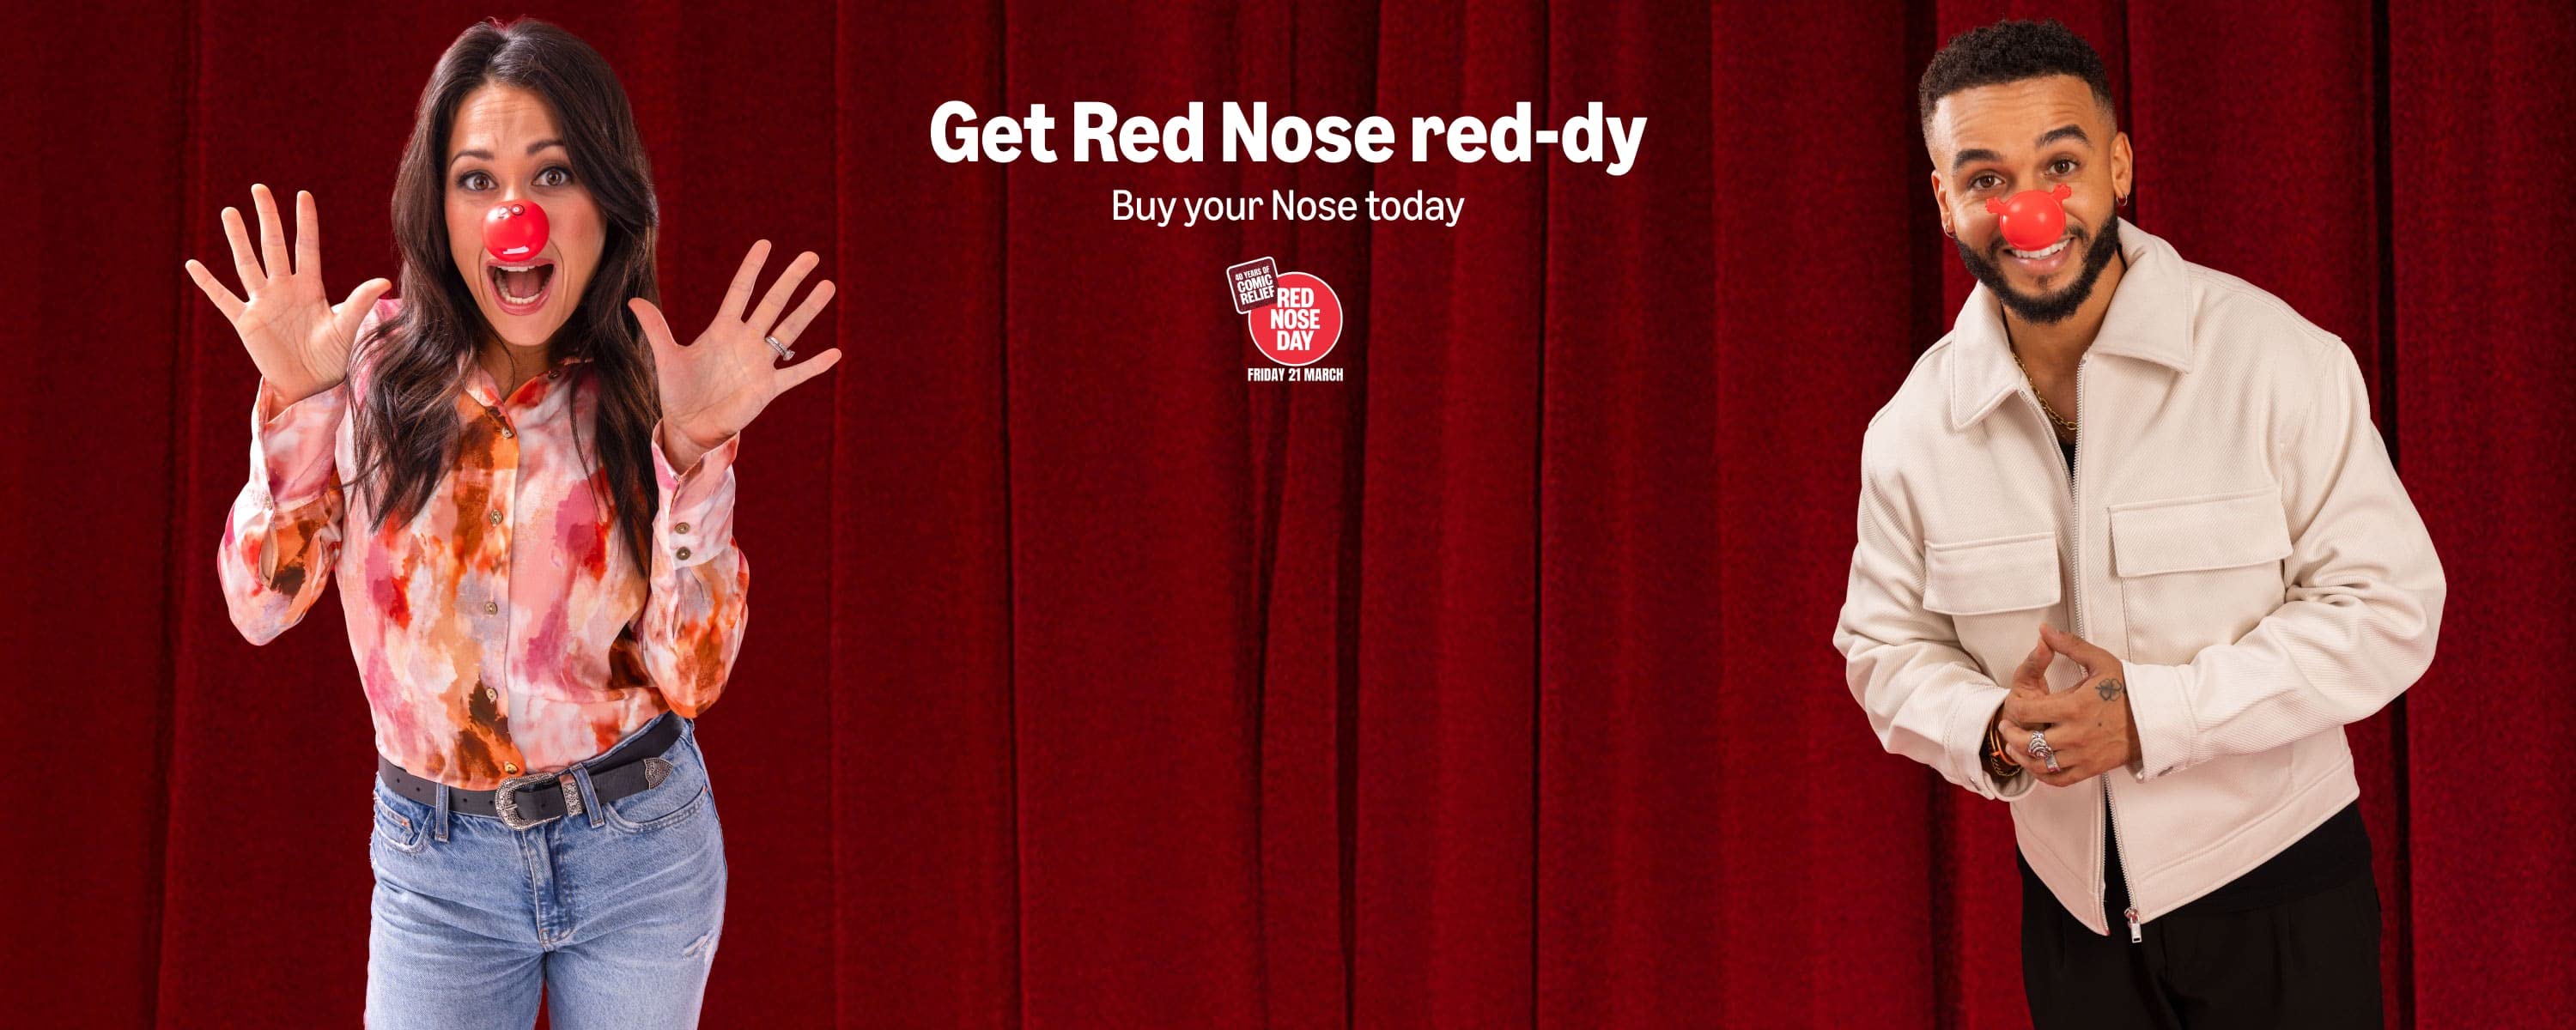 Get Red Nose red-dy
Buy your Nose today
40 YEARS OF
COMIC
RELIEF
RED
NOSE
DAY
FRIDAY 21 MARCH